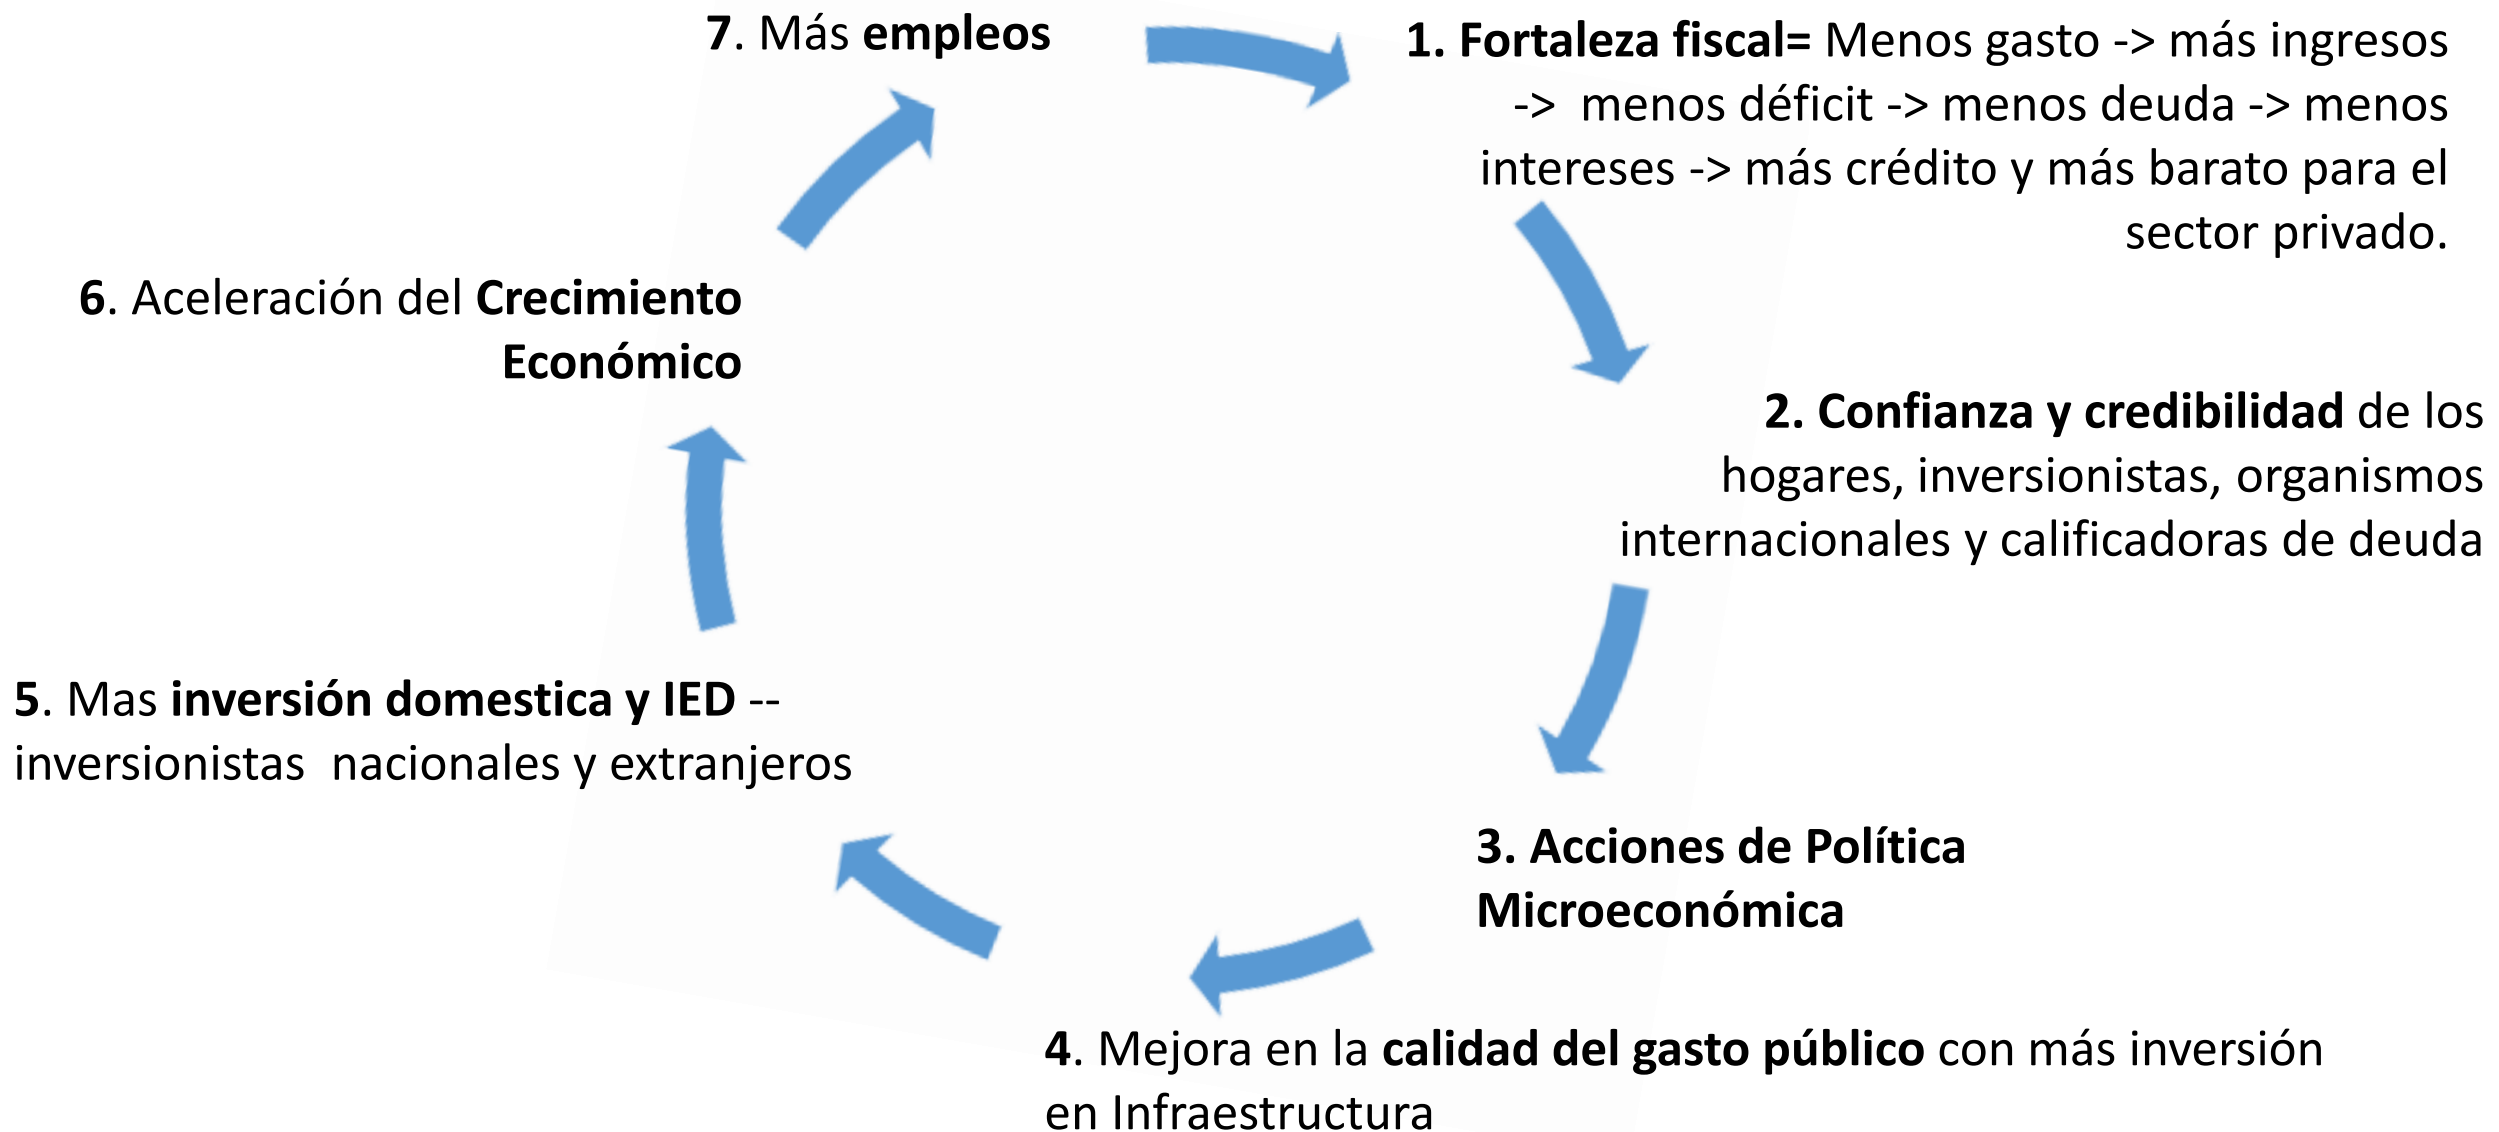 7. Más empleos
1. Fortaleza fiscal= Menos gasto -> más ingresos
-> menos déficit -> menos deuda -> menos
intereses -> más crédito y más barato para el
sector privado.
2. Confianza y credibilidad de los
hogares, inversionistas, organismos
internacionales y calificadoras de deuda
3. Acciones de Política
Microeconómica
4. Mejora en la calidad del gasto público con más inversión
en Infraestructura
5. Mas inversión domestica y IED --
inversionistas  nacionales y extranjeros
6. Aceleración del Crecimiento
Económico